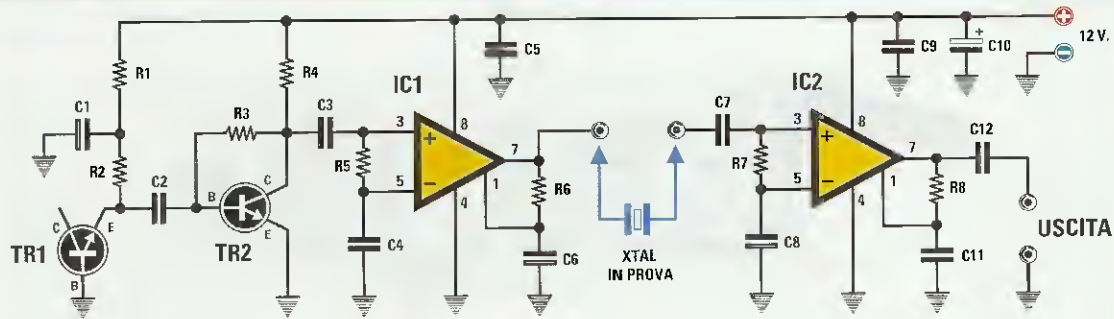 R1
R4
C1
R3
C3
R2
C2
B
C
E
C
E
B
TR1
TR2
C5
IC1
3
+
8
R5
5
−
7
1
R6
4
C4
C6
XTAL
IN PROVA
C7
R7
C8
IC2
3
+
8
5
−
7
1
4
R8
C12
C11
C9
+
C10
+
−
12 V.
USCITA